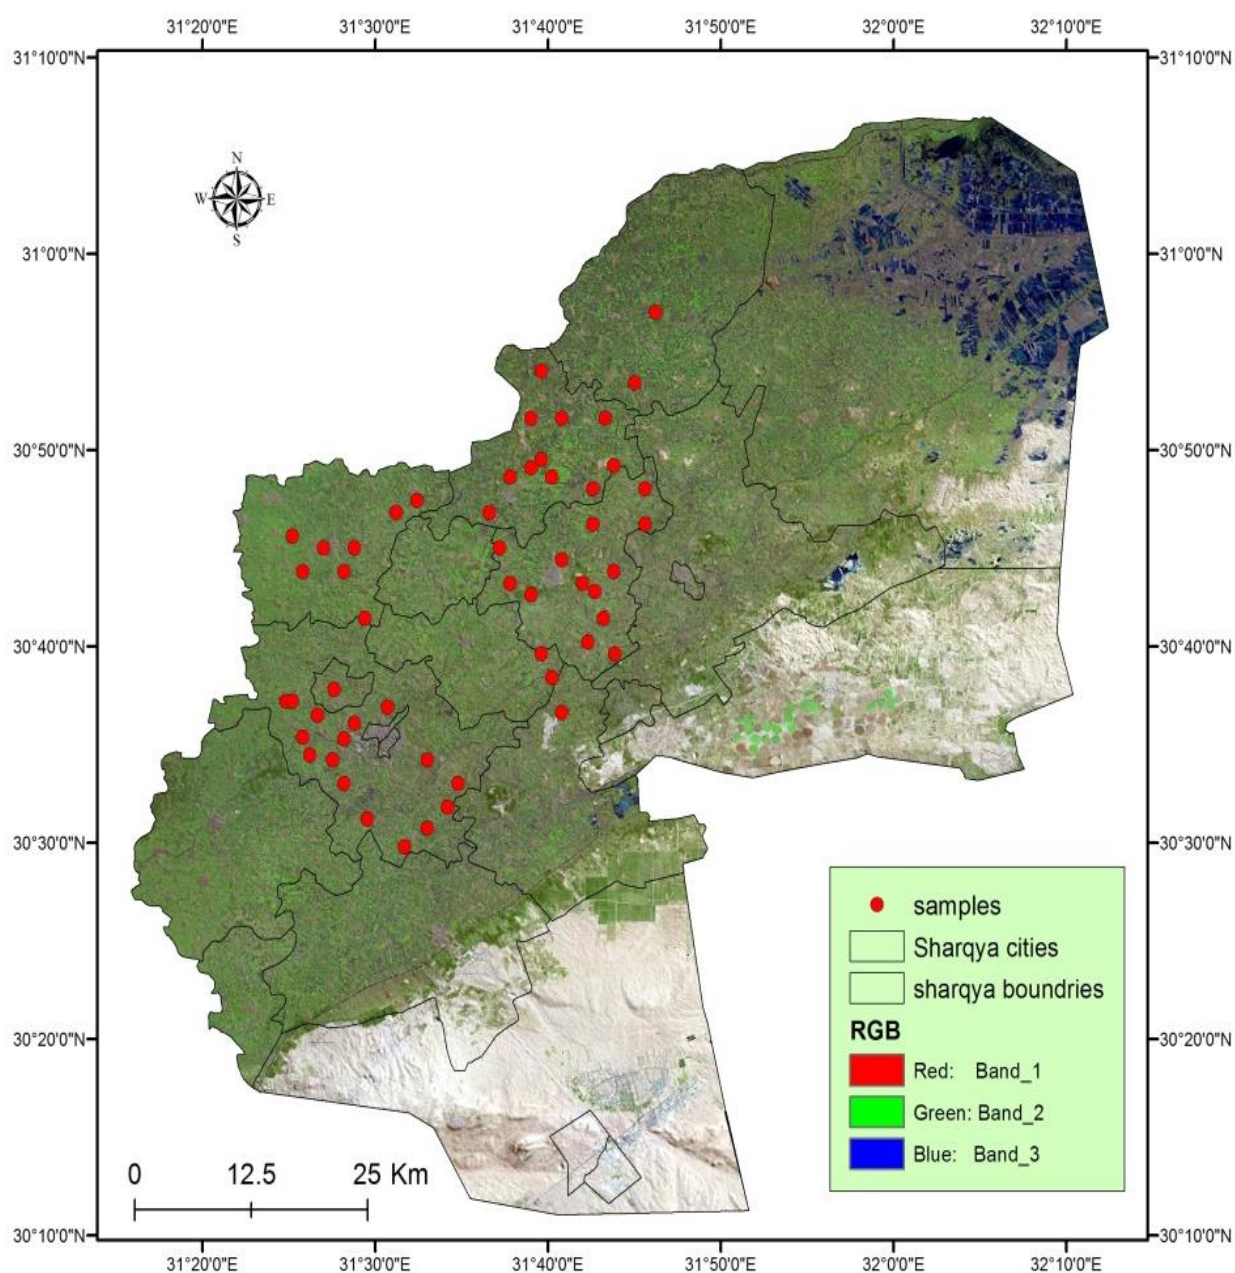 31°20'0"E 31°30'0"E 31°40'0"E 31°50'0"E 32°0'0"E 32°10'0"E
31°10'0"N 31°10'0"N
N
W E
S
31°0'0"N 31°0'0"N
30°50'0"N 30°50'0"N
30°40'0"N 30°40'0"N
30°30'0"N 30°30'0"N
samples
Sharqya cities
sharqya boundries
RGB
30°20'0"N 30°20'0"N
Red: Band_1
Green: Band_2
Blue: Band_3
0 12.5 25 Km
30°10'0"N 30°10'0"N
31°20'0"E 31°30'0"E 31°40'0"E 31°50'0"E 32°0'0"E 32°10'0"E